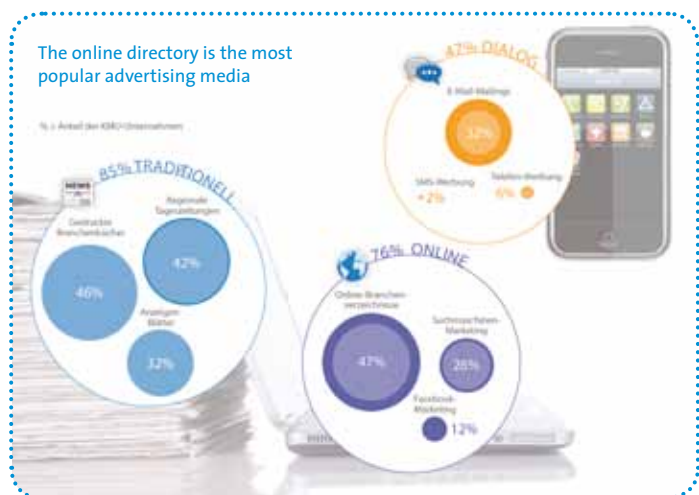 The online directory is the most
popular advertising media
% = Anteil der KMU-Unternehmen
47% DIALOG
E-Mail-Mailings
32%
SMS-Werbung
2%
Telefon-Werbung
6%
85% TRADITIONELL
NEWS
Gedruckte
Branchenbücher
46%
Regionale
Tageszeitungen
42%
Anzeigen-
Blätter
32%
76% ONLINE
Online-Branchen-
verzeichnisse
47%
Suchmaschinen-
Marketing
26%
Facebook-
Marketing
12%